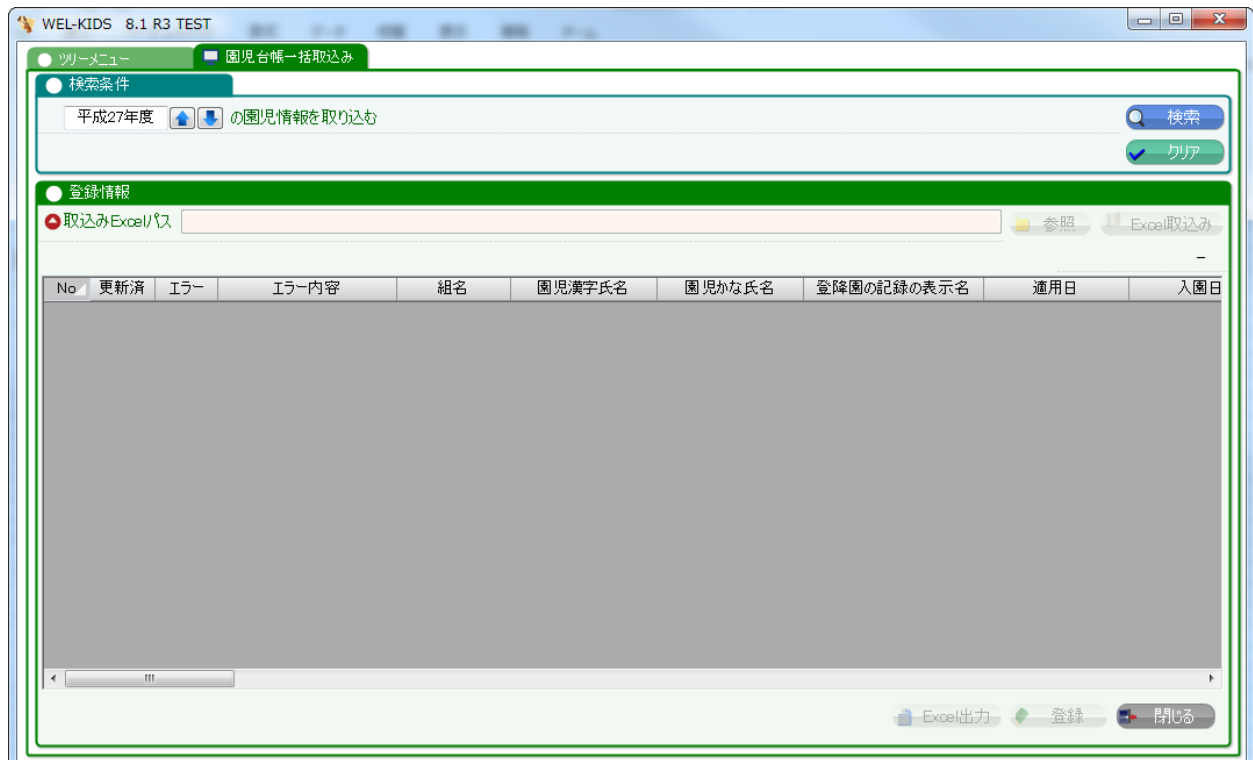 WEL-KIDS 8.1 R3 TEST
ツリーメニュー 園児台帳一括取込み
検索条件
平成27年度 の園児情報を取り込む 検索
クリア
登録情報
取込みExcelパス 参照 Excel取込み
–
No 更新済 エラー エラー内容 組名 園児漢字氏名 園児かな氏名 登降園の記録の表示名 適用日 入園日
Excel出力 登録 閉じる